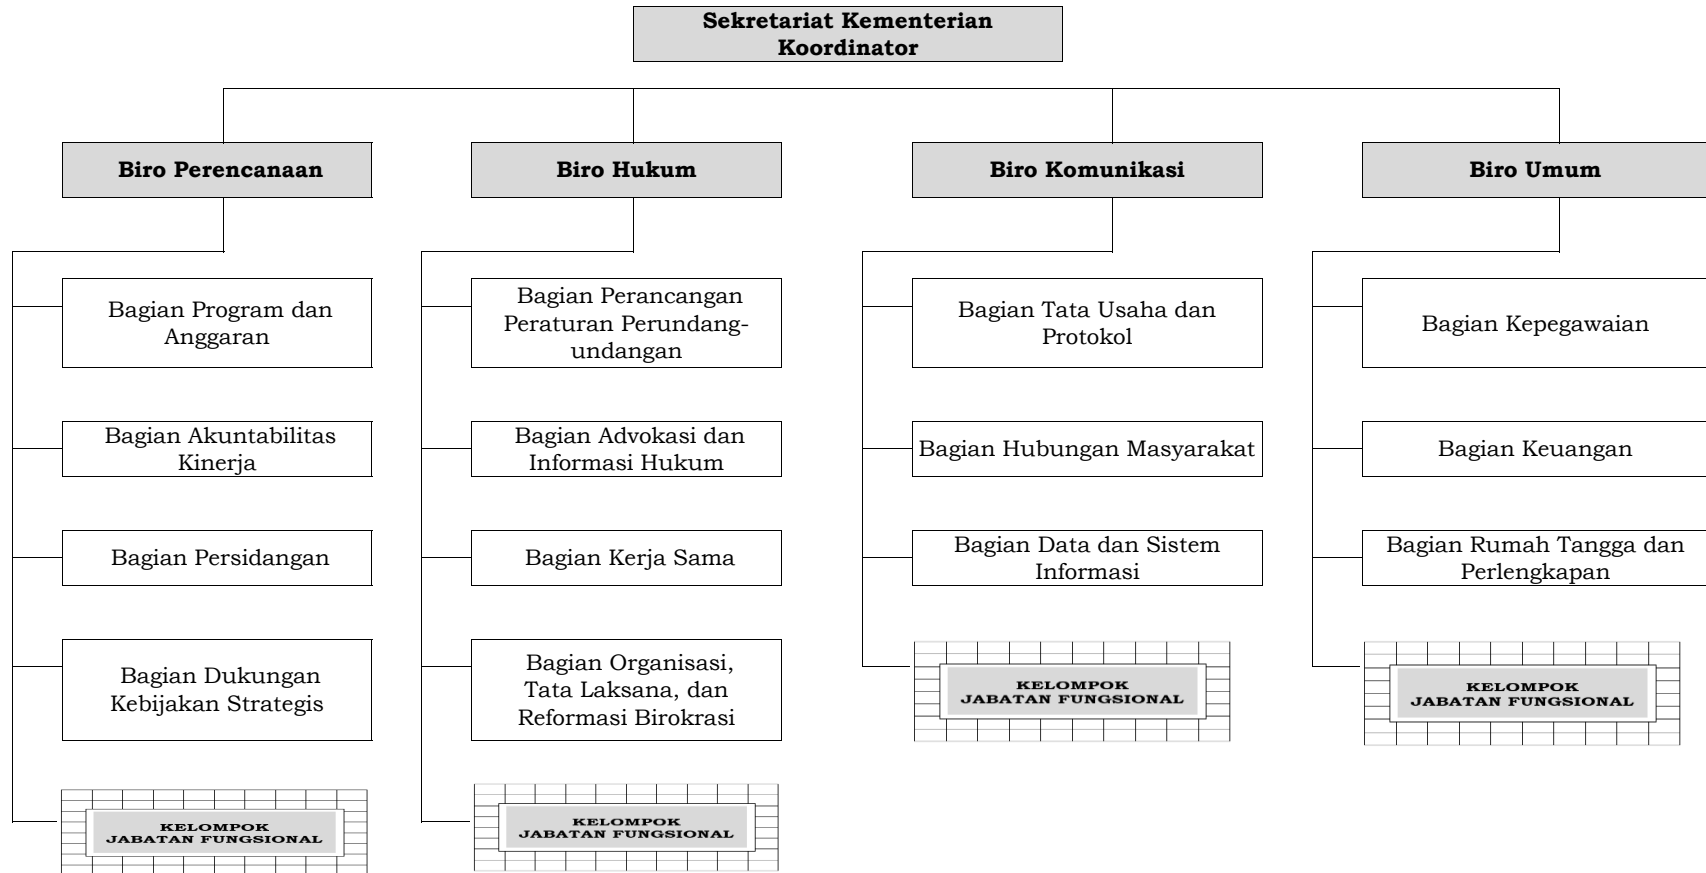 Sekretariat Kementerian
Koordinator
Biro Perencanaan
Biro Hukum
Biro Komunikasi
Biro Umum
Bagian Program dan
Anggaran
Bagian Perancangan
Peraturan Perundang-
undangan
Bagian Tata Usaha dan
Protokol
Bagian Kepegawaian
Bagian Akuntabilitas
Kinerja
Bagian Advokasi dan
Informasi Hukum
Bagian Hubungan Masyarakat
Bagian Keuangan
Bagian Persidangan
Bagian Kerja Sama
Bagian Data dan Sistem
Informasi
Bagian Rumah Tangga dan
Perlengkapan
Bagian Dukungan
Kebijakan Strategis
Bagian Organisasi,
Tata Laksana, dan
Reformasi Birokrasi
KELOMPOK
JABATAN FUNGSIONAL
KELOMPOK
JABATAN FUNGSIONAL
KELOMPOK
JABATAN FUNGSIONAL
KELOMPOK
JABATAN FUNGSIONAL